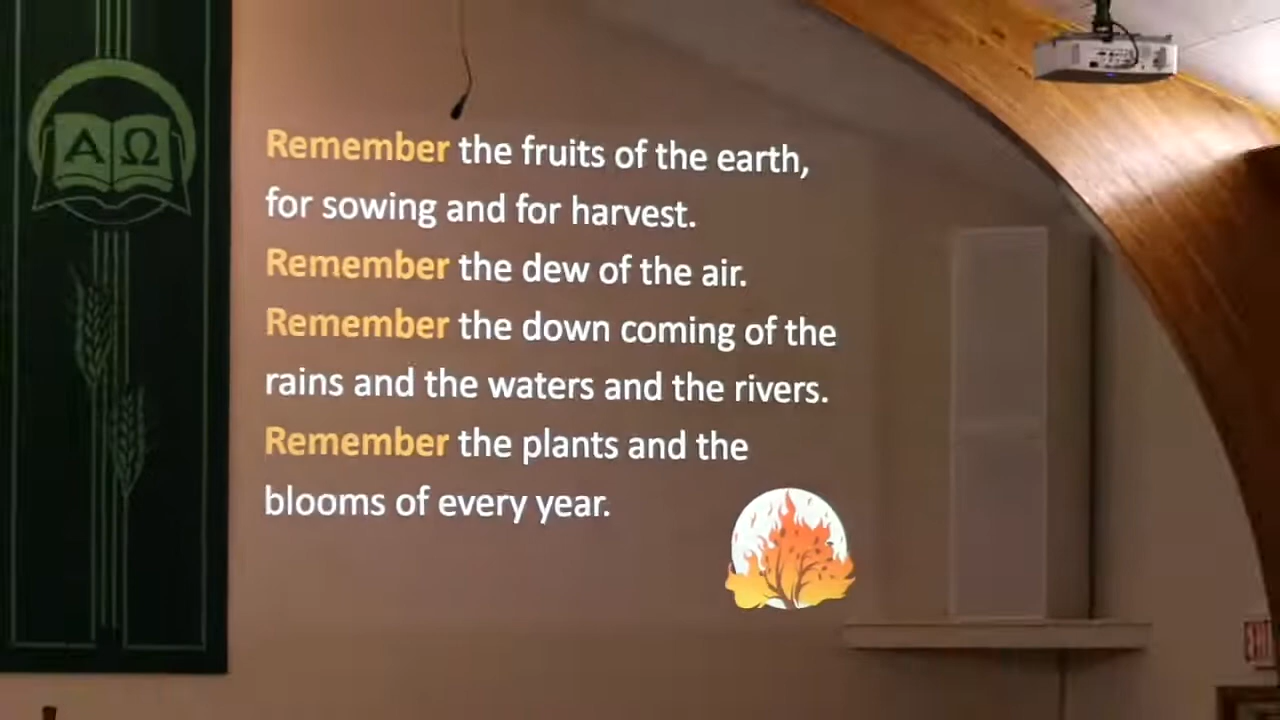 Α Ω
Remember the fruits of the earth,
for sowing and for harvest.
Remember the dew of the air.
Remember the down coming of the
rains and the waters and the rivers.
Remember the plants and the
blooms of every year.
EXIT